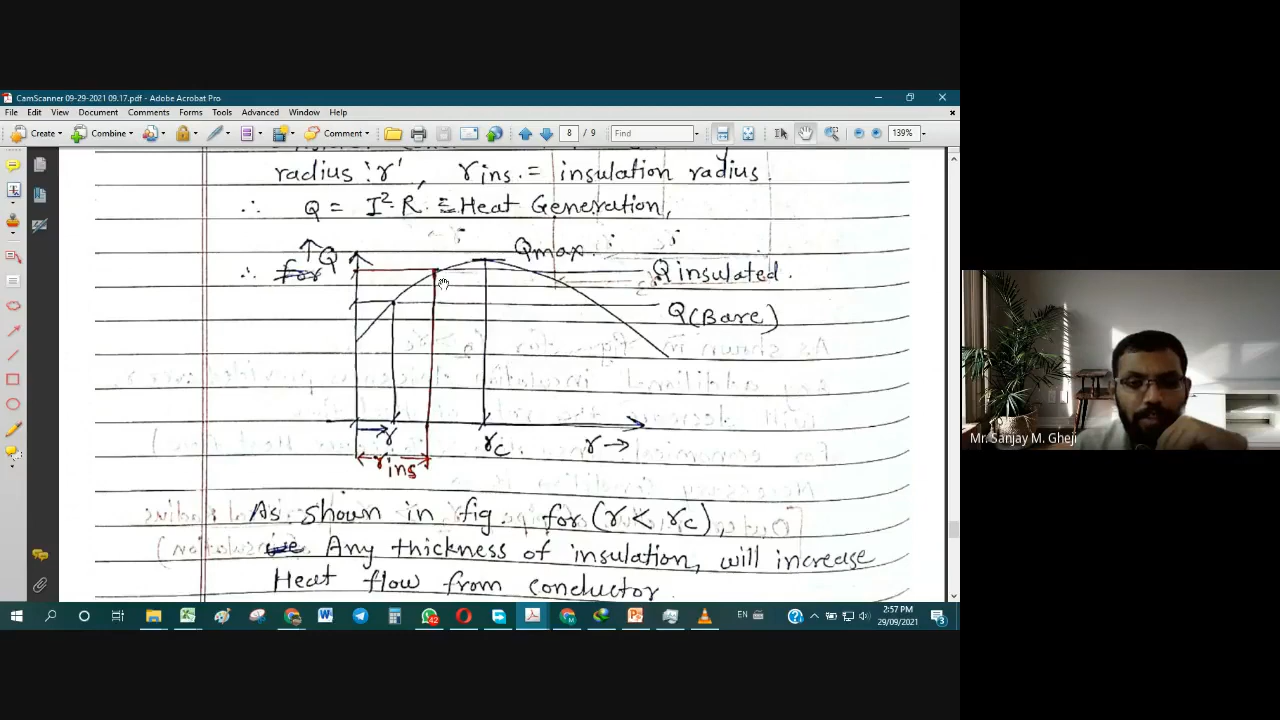 CamScanner 09-29-2021 09.17.pdf - Adobe Acrobat Pro
File Edit View Document Comments Forms Tools Advanced Window Help
Create Combine Comment 8 / 9 Find 139%
radius 'r', rins. = insulation radius.
∴ Q = I² R. Heat Generation,
↑Q Qmax.
∴ for Q insulated.
Q(Bare)
r rc. r →
rins
As shown in fig. for (r < rc),
Any thickness of insulation, will increase
Heat flow from conductor.
Mr. Sanjay M. Gheji
42 EN 2:57 PM
29/09/2021 3